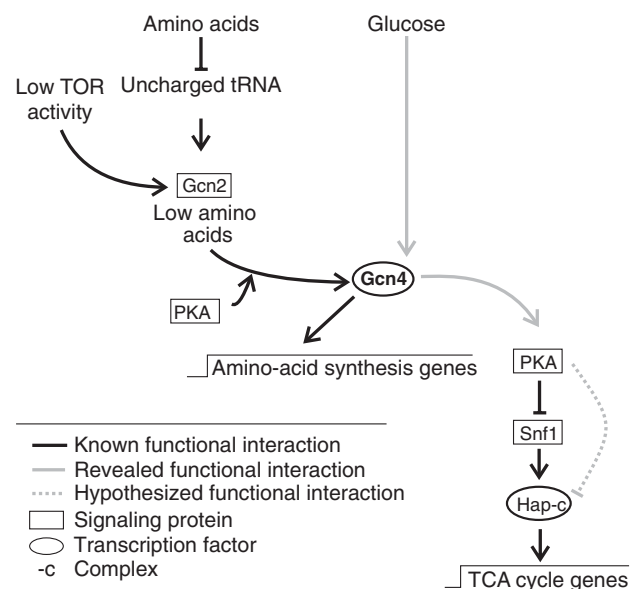 Amino acids
Glucose
Low TOR
activity
Uncharged tRNA
Gcn2
Low amino
acids
PKA
Gcn4
Amino-acid synthesis genes
PKA
Snf1
Hap-c
TCA cycle genes
Known functional interaction
Revealed functional interaction
Hypothesized functional interaction
Signaling protein
Transcription factor
-c Complex